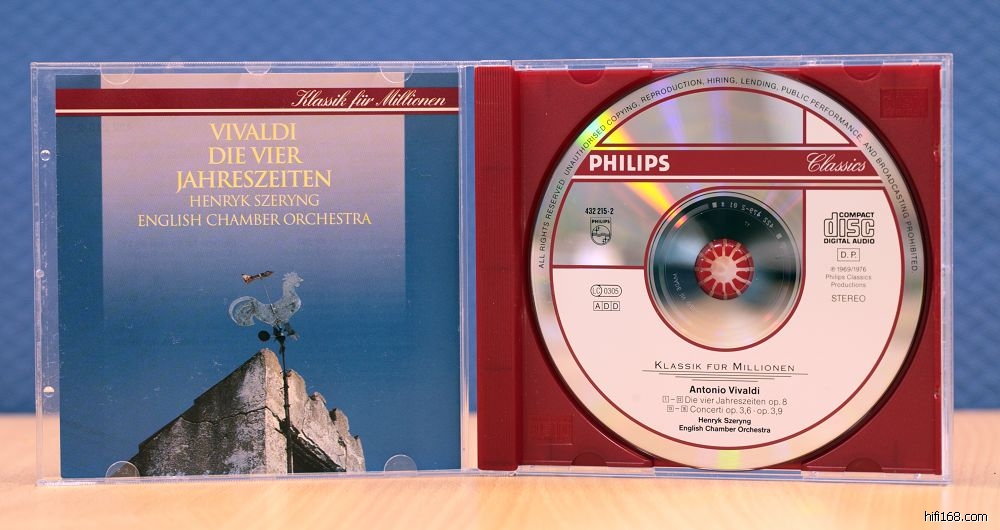 Klassik für Millionen
VIVALDI
DIE VIER
JAHRESZEITEN
HENRYK SZERYNG
ENGLISH CHAMBER ORCHESTRA
ALL RIGHTS RESERVED. UNAUTHORISED COPYING, REPRODUCTION, HIRING, LENDING, PUBLIC PERFORMANCE AND BROADCASTING PROHIBITED
PHILIPS
Classics
432 215-2
PHILIPS
COMPACT
disc
DIGITAL AUDIO
D.P.
℗ 1969/1976
Philips Classics
Productions
STEREO
LC 0305
ADD
KLASSIK FÜR MILLIONEN
Antonio Vivaldi
Die vier Jahreszeiten op. 8
Concerti op. 3,6 · op. 3,9
Henryk Szeryng
English Chamber Orchestra
hifi168.com